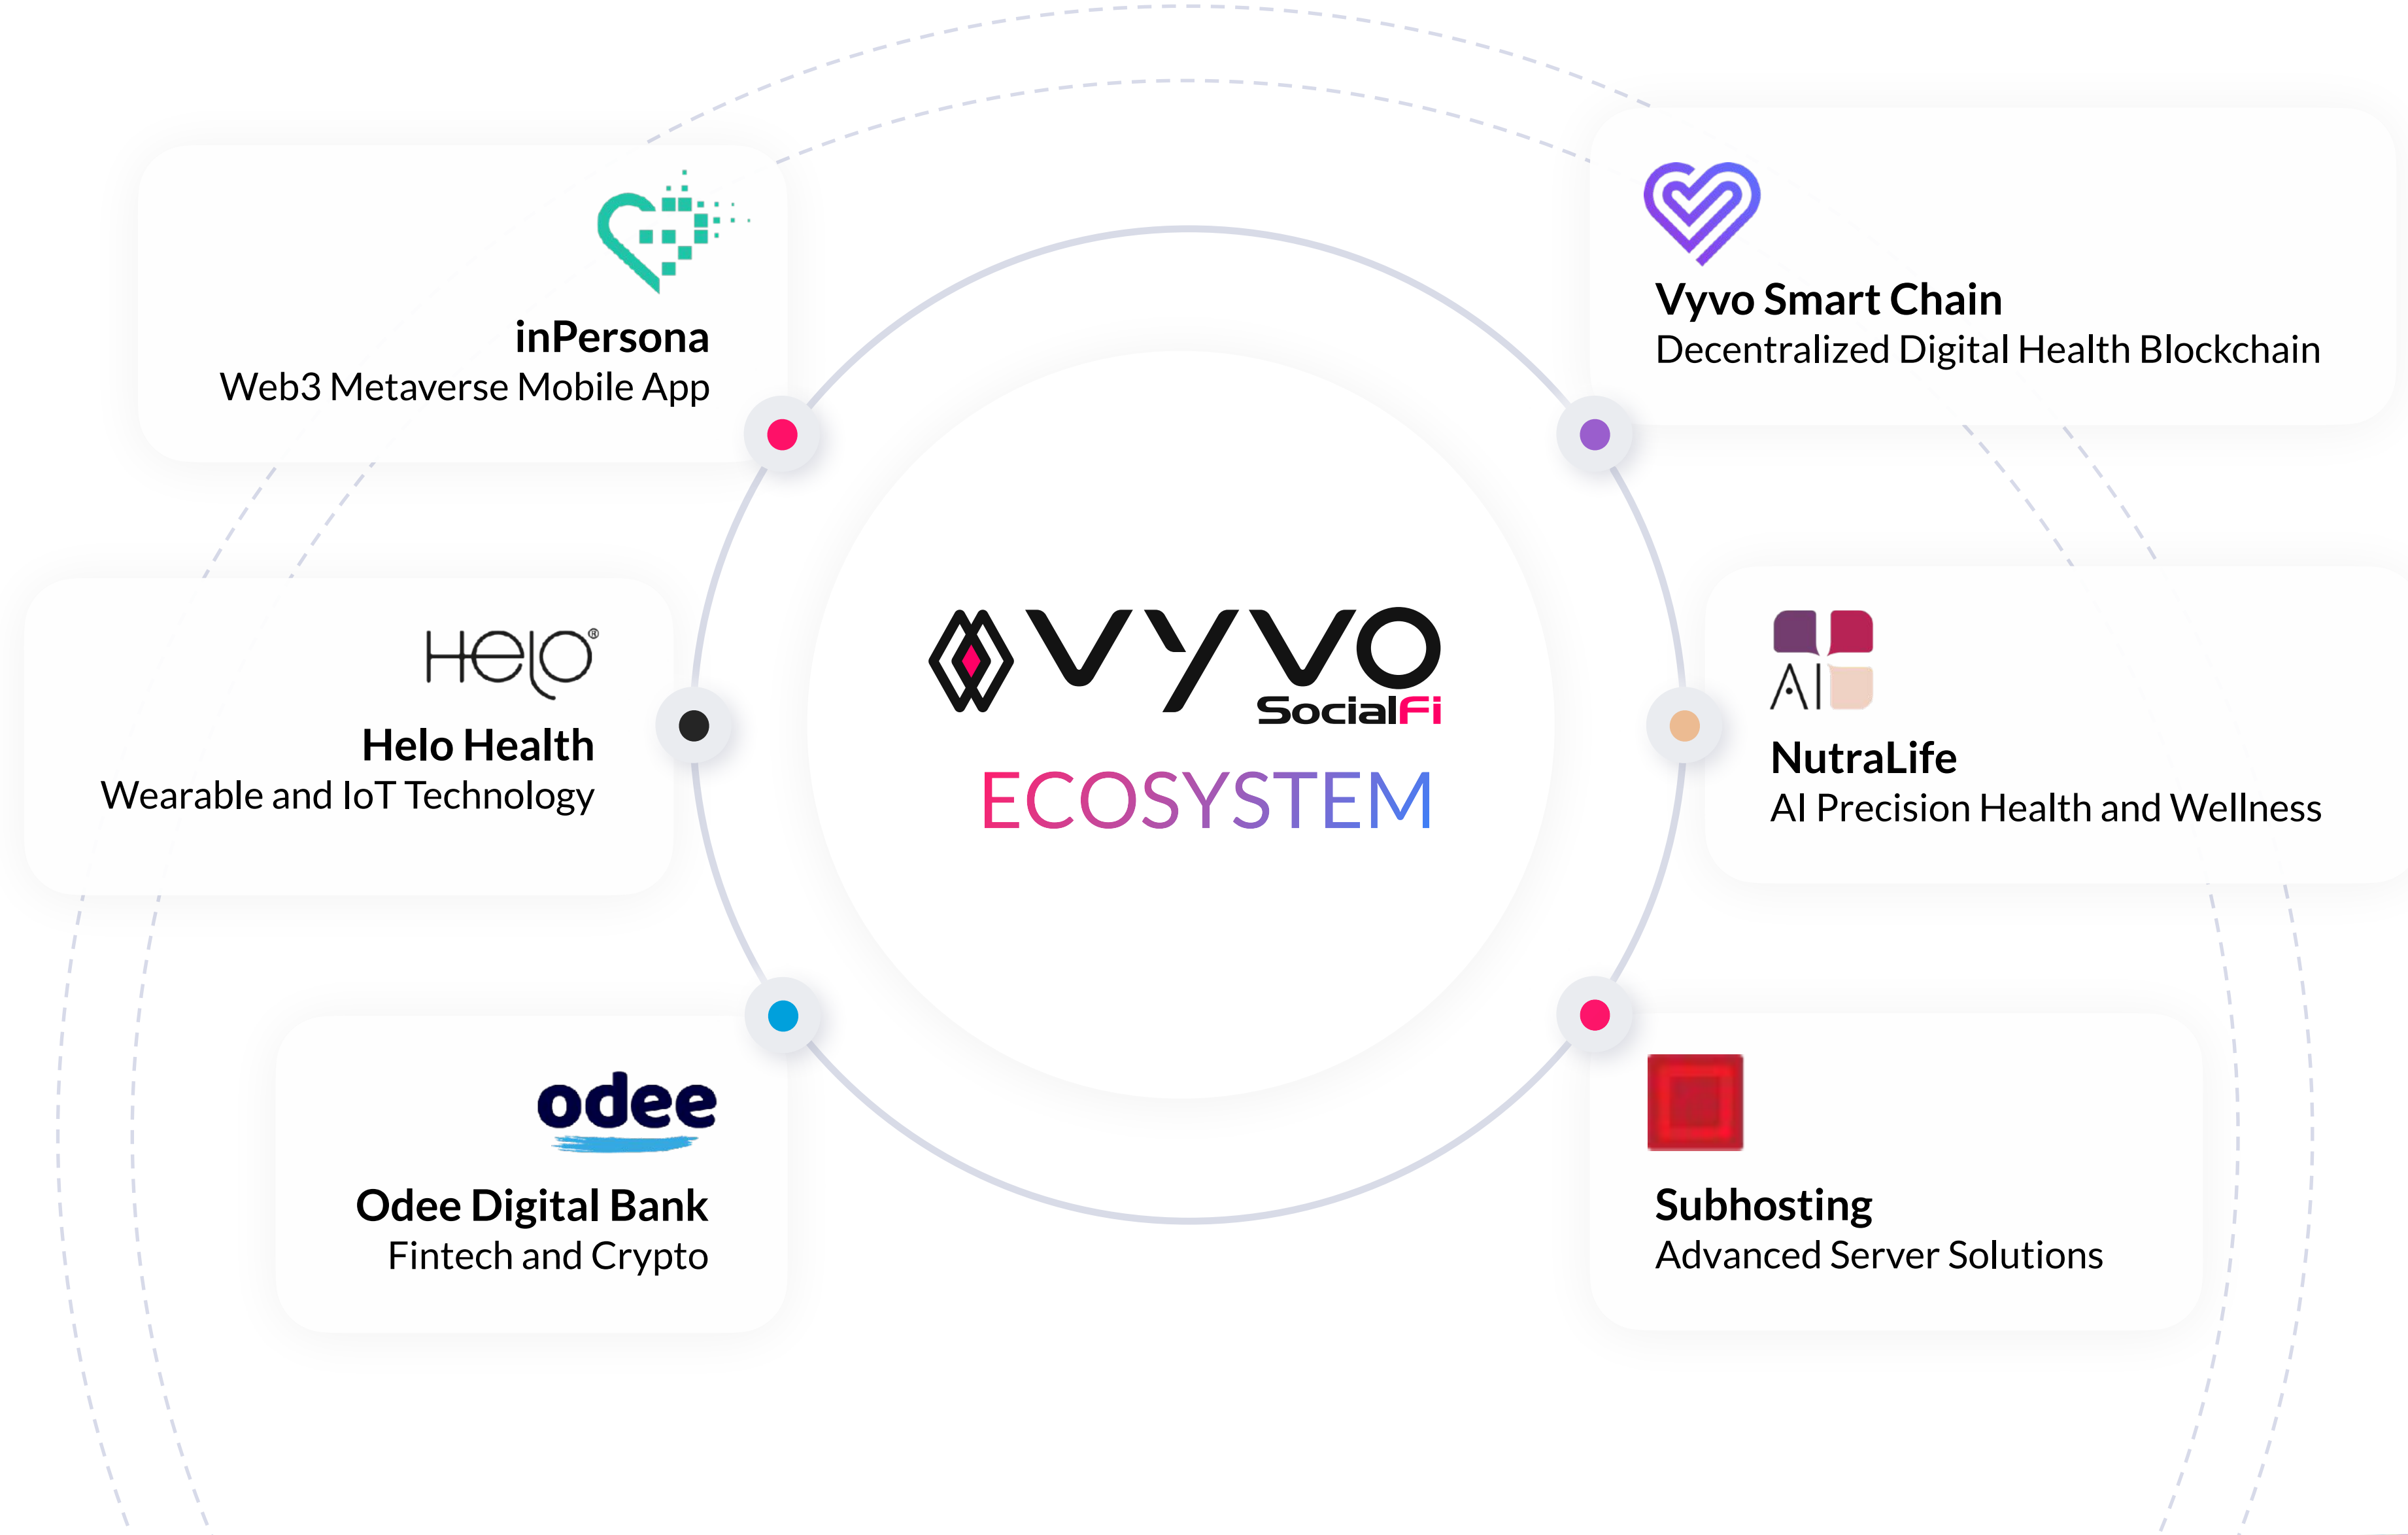 inPersona
Web3 Metaverse Mobile App
Vyvo Smart Chain
Decentralized Digital Health Blockchain
Helo®
Helo Health
Wearable and IoT Technology
VYVO
SocialFi
ECOSYSTEM
AI
NutraLife
AI Precision Health and Wellness
odee
Odee Digital Bank
Fintech and Crypto
Subhosting
Advanced Server Solutions